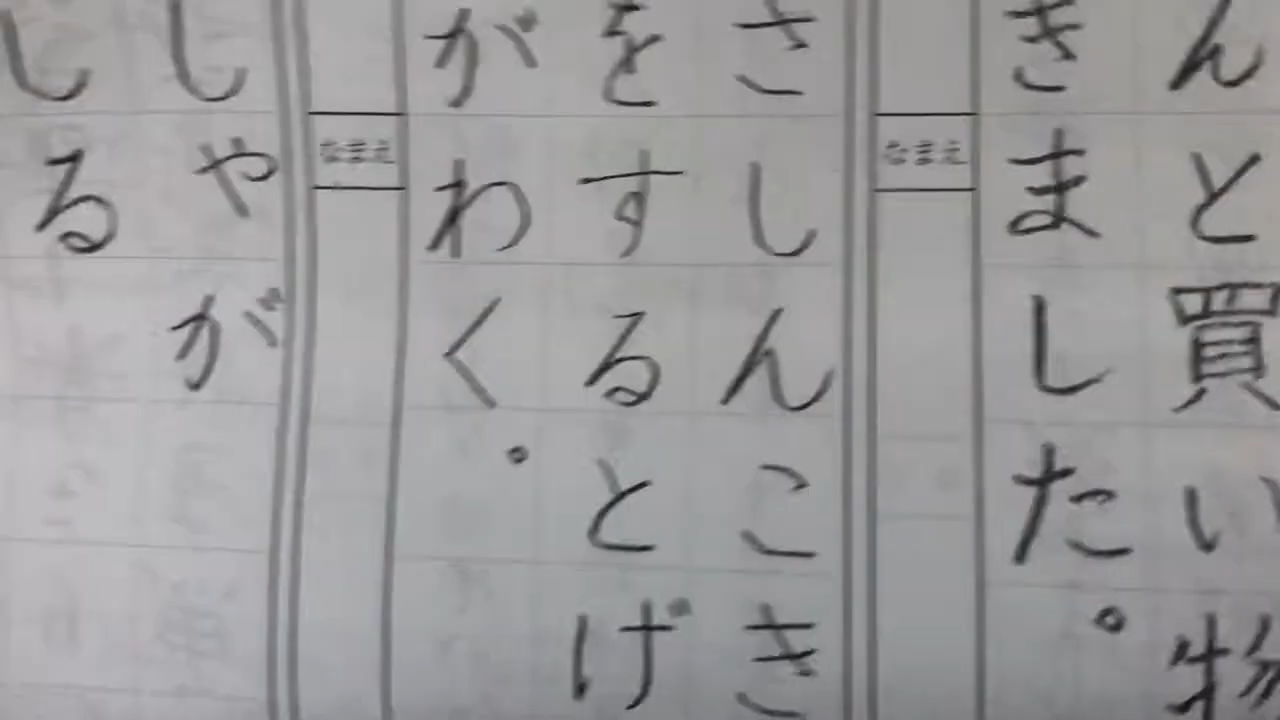 んと買い物
きました。
なまえ
さしんこき
をするとげ
がわく。
なまえ
しやが
しる